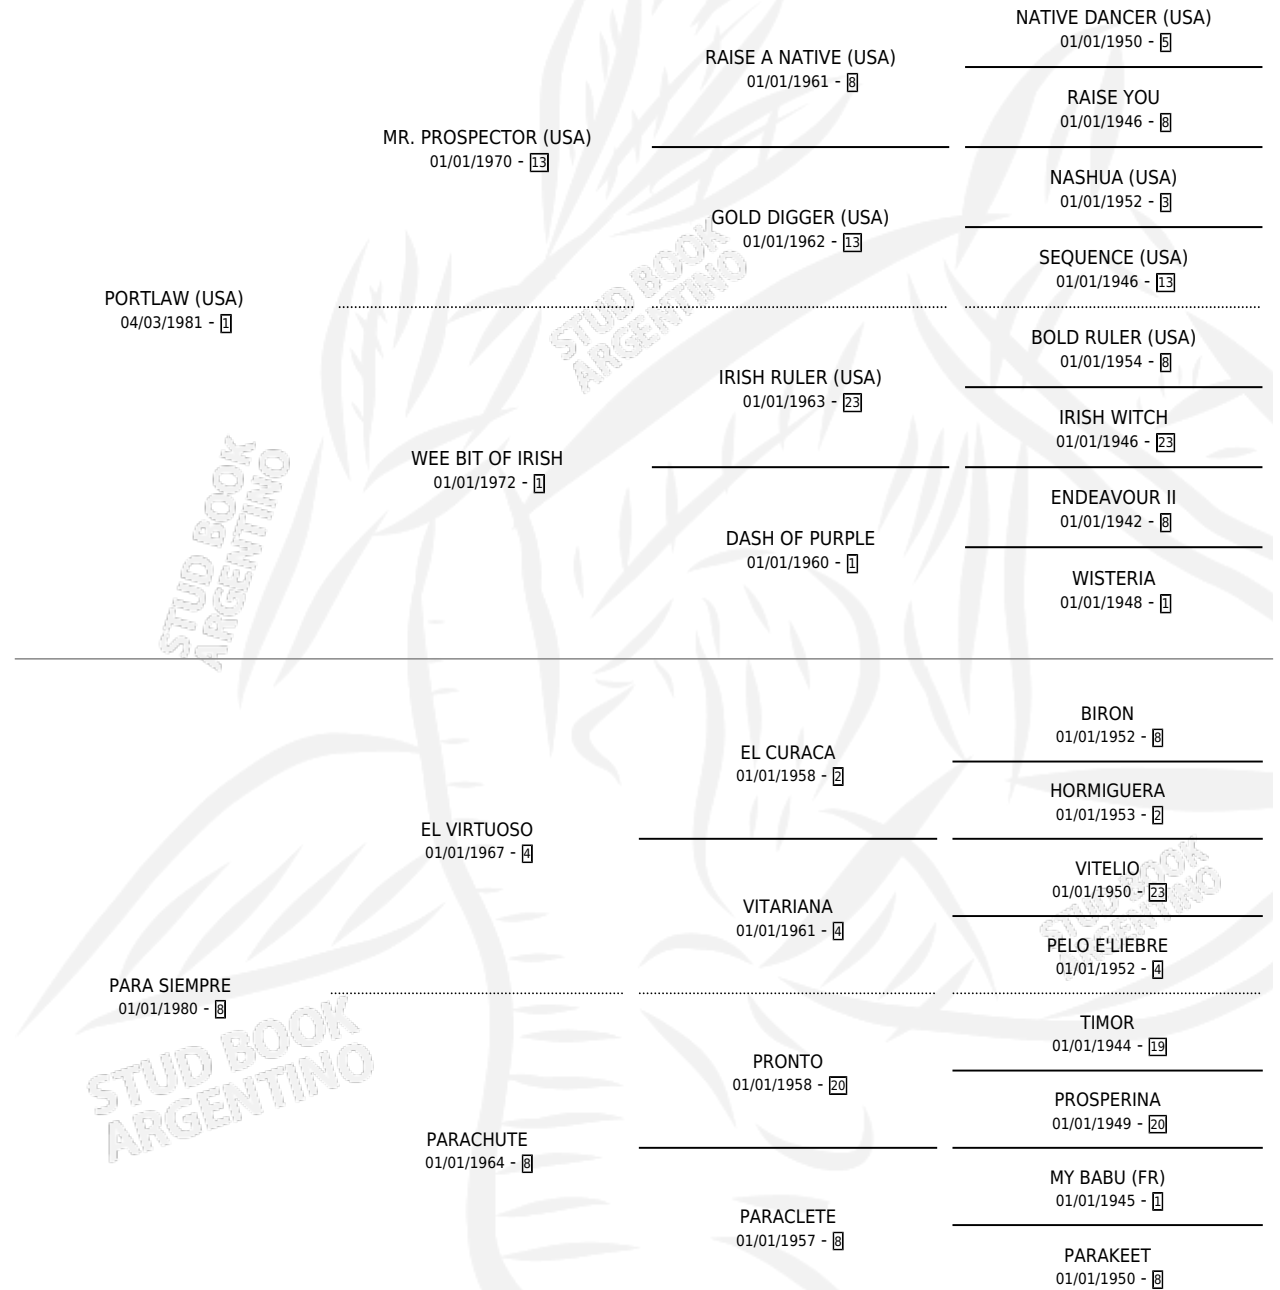 NATIVE DANCER (USA)
01/01/1950 - 5
RAISE A NATIVE (USA)
01/01/1961 - 8
RAISE YOU
01/01/1946 - 8
MR. PROSPECTOR (USA)
01/01/1970 - 13
NASHUA (USA)
01/01/1952 - 3
GOLD DIGGER (USA)
01/01/1962 - 13
SEQUENCE (USA)
01/01/1946 - 13
PORTLAW (USA)
04/03/1981 - 1
BOLD RULER (USA)
01/01/1954 - 8
IRISH RULER (USA)
01/01/1963 - 23
IRISH WITCH
01/01/1946 - 23
WEE BIT OF IRISH
01/01/1972 - 1
ENDEAVOUR II
01/01/1942 - 8
DASH OF PURPLE
01/01/1960 - 1
WISTERIA
01/01/1948 - 1
BIRON
01/01/1952 - 8
EL CURACA
01/01/1958 - 2
HORMIGUERA
01/01/1953 - 2
EL VIRTUOSO
01/01/1967 - 4
VITELIO
01/01/1950 - 23
VITARIANA
01/01/1961 - 4
PELO E'LIEBRE
01/01/1952 - 4
PARA SIEMPRE
01/01/1980 - 8
TIMOR
01/01/1944 - 19
PRONTO
01/01/1958 - 20
PROSPERINA
01/01/1949 - 20
PARACHUTE
01/01/1964 - 8
MY BABU (FR)
01/01/1945 - 1
PARACLETE
01/01/1957 - 8
PARAKEET
01/01/1950 - 8
STUD BOOK
ARGENTINO
STUD BOOK
ARGENTINO
STUD BOOK
ARGENTINO
STUD BOOK
ARGENTINO